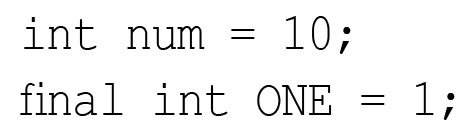 int num = 10;
final int ONE = 1;